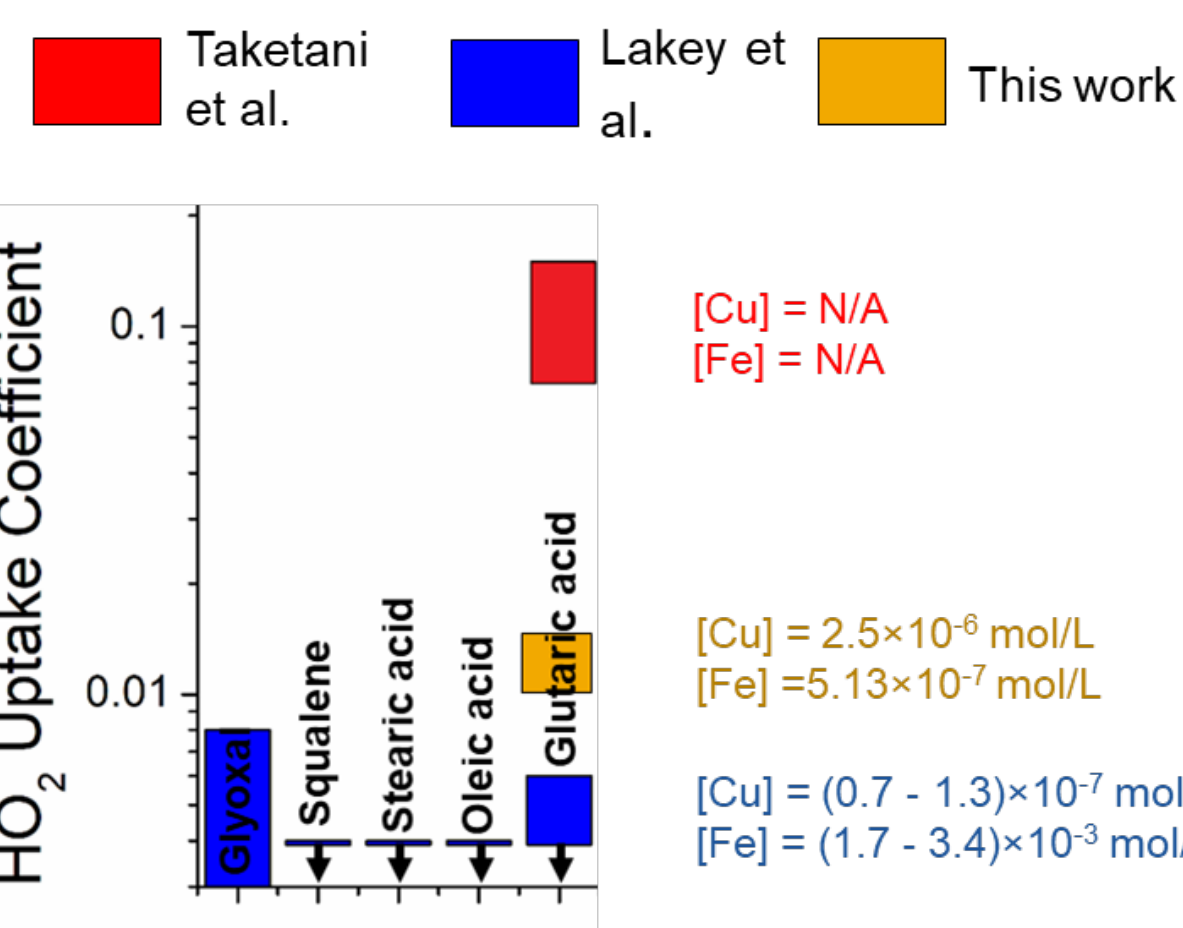 Taketani
et al.
Lakey et
al.
This work
HO2 Uptake Coefficient
0.1
0.01
Glyoxal
Squalene
Stearic acid
Oleic acid
Glutaric acid
[Cu] = N/A
[Fe] = N/A
[Cu] = 2.5×10⁻⁶ mol/L
[Fe] =5.13×10⁻⁷ mol/L
[Cu] = (0.7 - 1.3)×10⁻⁷ mol
[Fe] = (1.7 - 3.4)×10⁻³ mol/